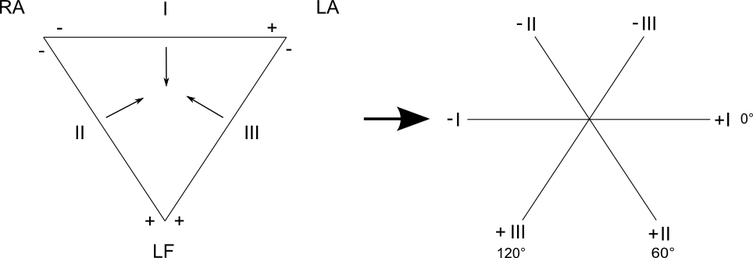 RA
I
LA
-
+
-
-
II
III
+ +
LF
-II
-III
-I
+I 0°
+III
120°
+II
60°